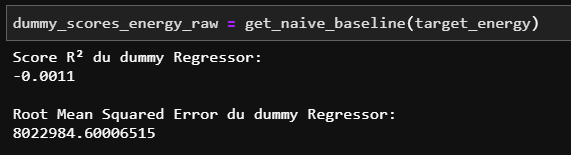 dummy_scores_energy_raw = get_naive_baseline(target_energy)
Score R² du dummy Regressor:
-0.0011
Root Mean Squared Error du dummy Regressor:
8022984.60006515